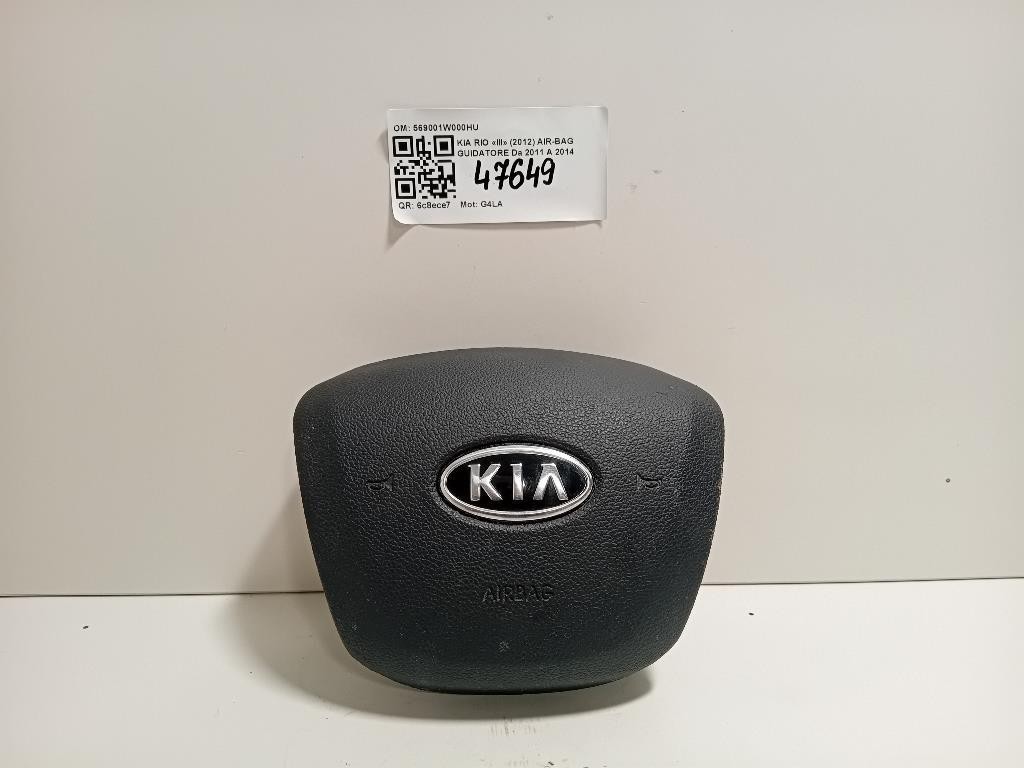 OM: 569001W000HU
KIA RIO «III» (2012) AIR-BAG
GUIDATORE Da 2011 A 2014
47649
QR: 6c8ece7 Mot: G4LA
KIA
AIRBAG